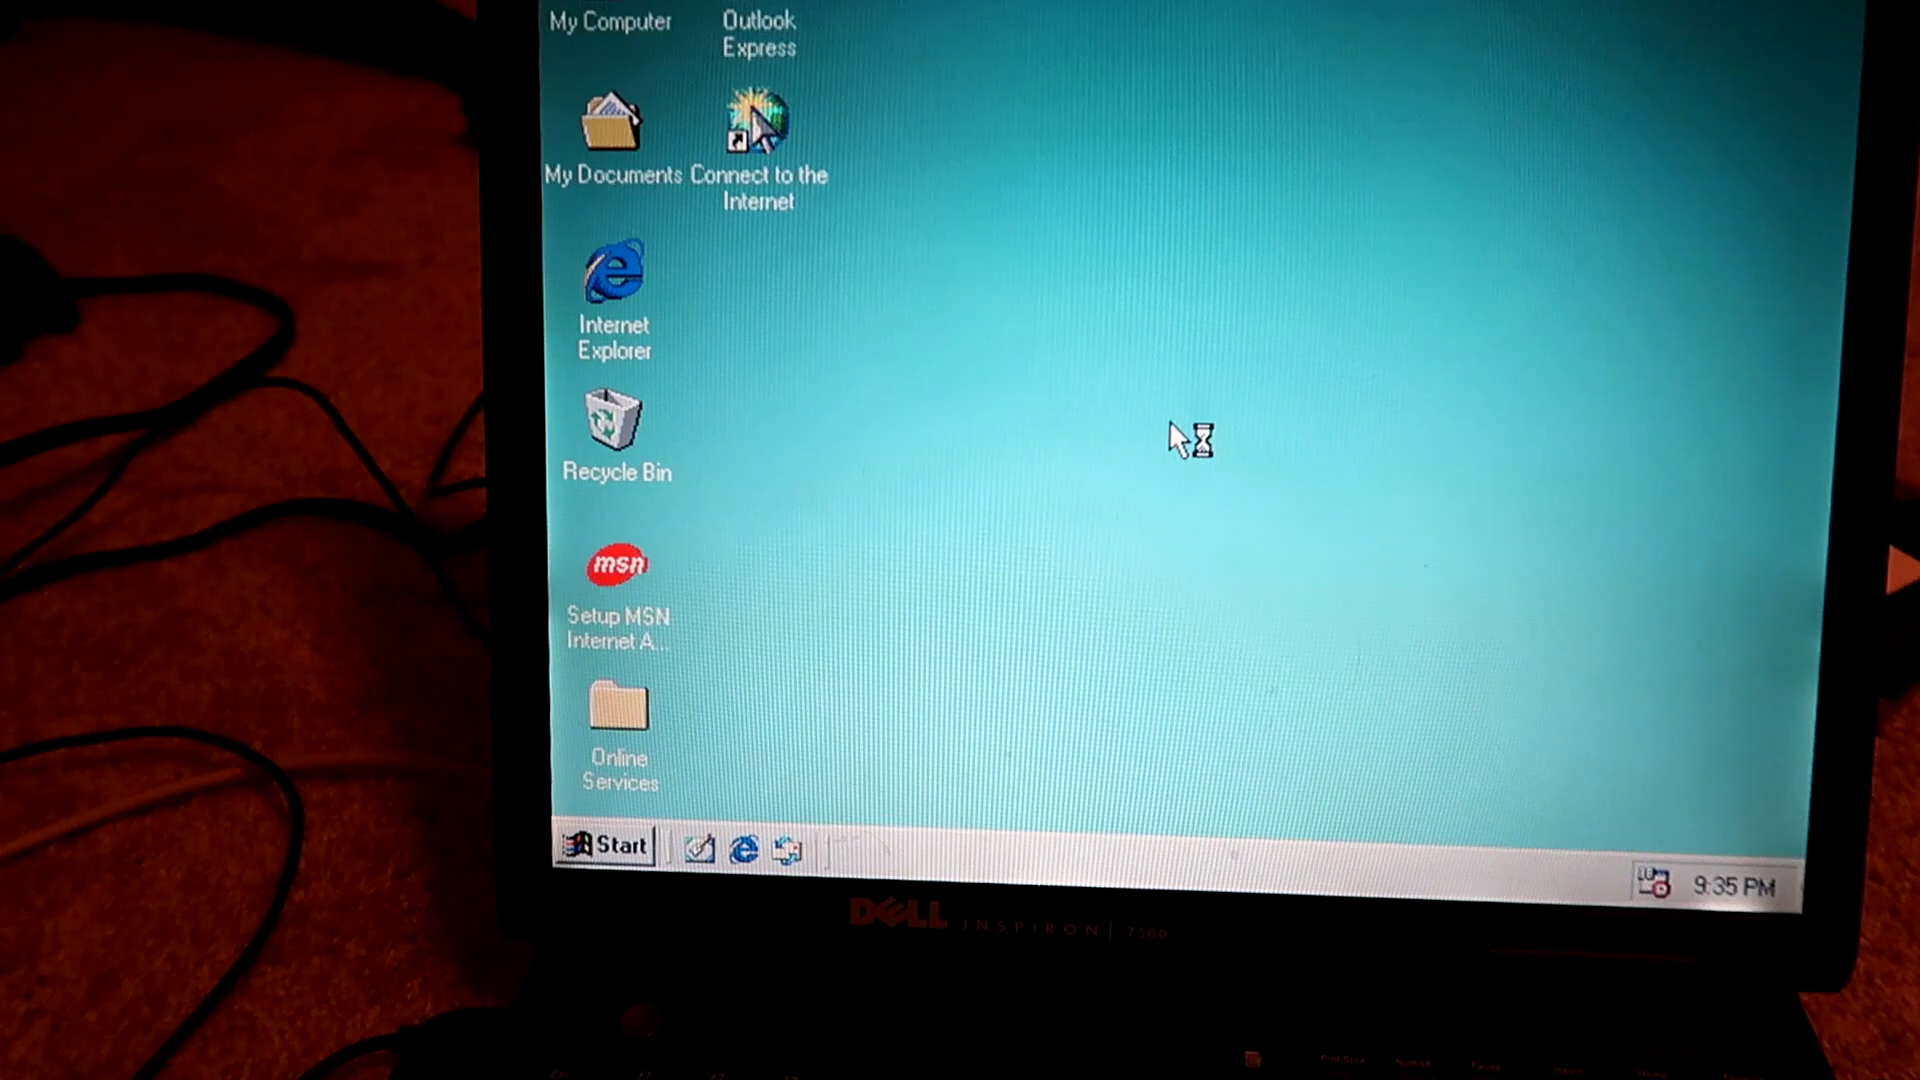 My Computer
Outlook
Express
My Documents
Connect to the
Internet
Internet
Explorer
Recycle Bin
msn
Setup MSN
Internet A...
Online
Services
Start
9:35 PM
DELL INSPIRON 7500